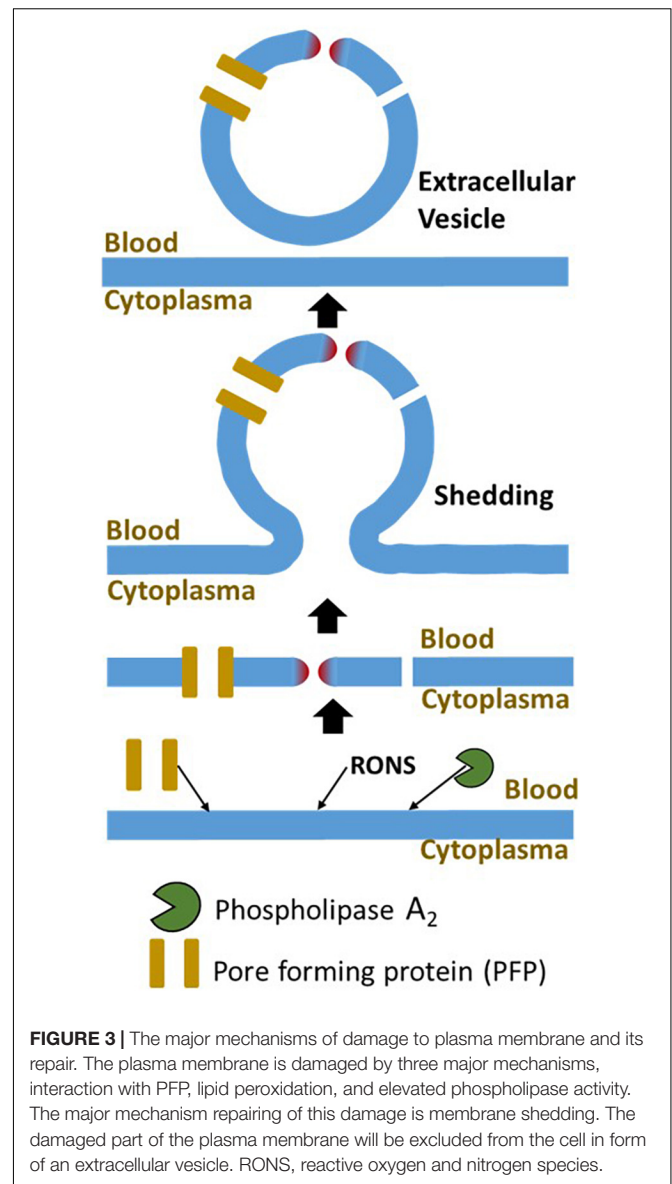 Extracellular
Vesicle
Blood
Cytoplasma
Shedding
Blood
Cytoplasma
Blood
Cytoplasma
RONS
Blood
Cytoplasma
Phospholipase A₂
Pore forming protein (PFP)
FIGURE 3 | The major mechanisms of damage to plasma membrane and its
repair. The plasma membrane is damaged by three major mechanisms,
interaction with PFP, lipid peroxidation, and elevated phospholipase activity.
The major mechanism repairing of this damage is membrane shedding. The
damaged part of the plasma membrane will be excluded from the cell in form
of an extracellular vesicle. RONS, reactive oxygen and nitrogen species.